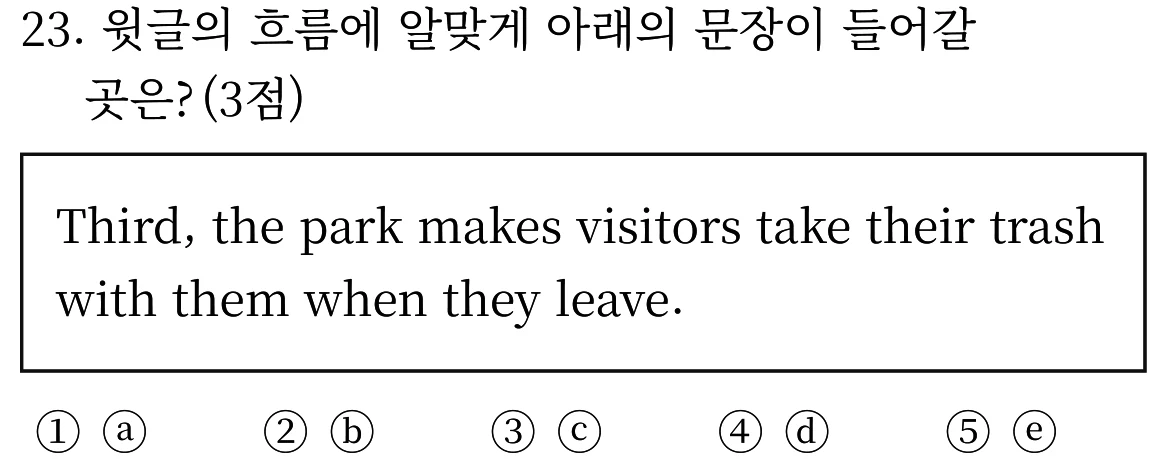 23. 윗글의 흐름에 알맞게 아래의 문장이 들어갈
곳은?(3점)
Third, the park makes visitors take their trash
with them when they leave.
① ⓐ ② ⓑ ③ ⓒ ④ ⓓ ⑤ ⓔ